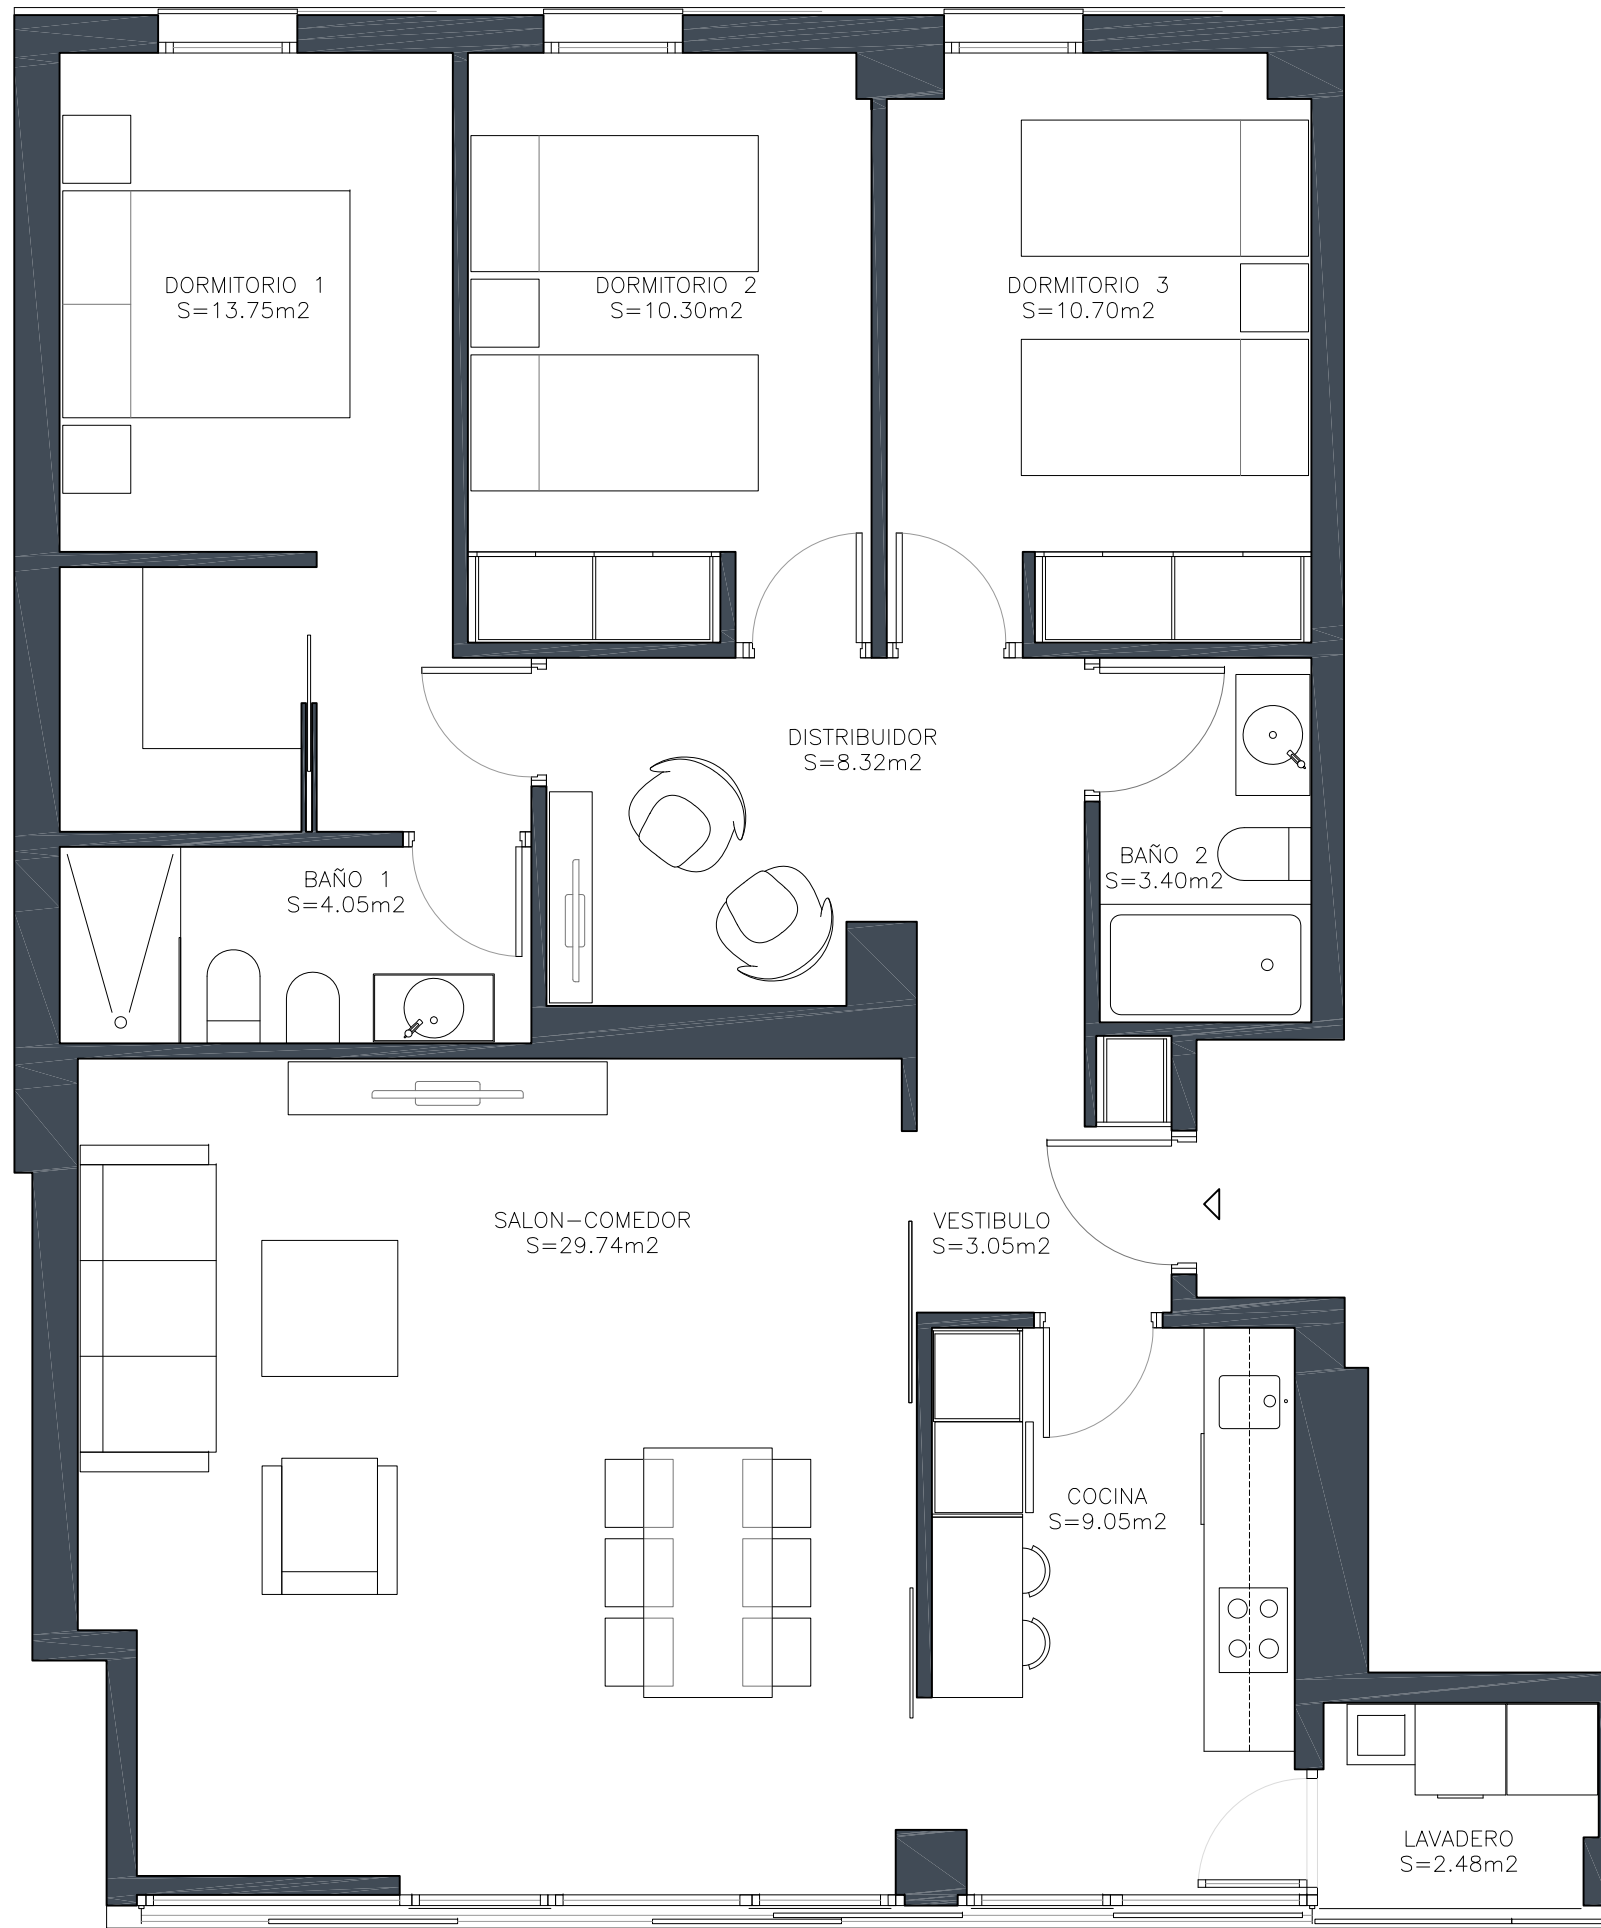 DORMITORIO 1
S=13.75m2
DORMITORIO 2
S=10.30m2
DORMITORIO 3
S=10.70m2
DISTRIBUIDOR
S=8.32m2
BAÑO 1
S=4.05m2
BAÑO 2
S=3.40m2
SALON-COMEDOR
S=29.74m2
VESTIBULO
S=3.05m2
COCINA
S=9.05m2
LAVADERO
S=2.48m2